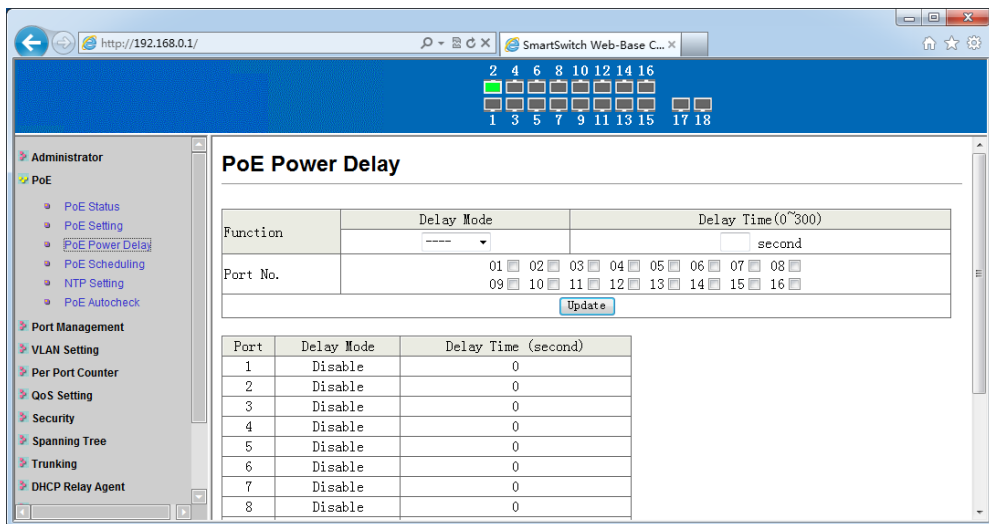 http://192.168.0.1/
SmartSwitch Web-Base C...
2 4 6 8 10 12 14 16
1 3 5 7 9 11 13 15 17 18
Administrator
PoE
PoE Status
PoE Setting
PoE Power Delay
PoE Scheduling
NTP Setting
PoE Autocheck
Port Management
VLAN Setting
Per Port Counter
QoS Setting
Security
Spanning Tree
Trunking
DHCP Relay Agent
PoE Power Delay
Function
Delay Mode
Delay Time(0~300)
----
second
Port No.
01 02 03 04 05 06 07 08
09 10 11 12 13 14 15 16
Update
Port Delay Mode Delay Time (second)
1 Disable 0
2 Disable 0
3 Disable 0
4 Disable 0
5 Disable 0
6 Disable 0
7 Disable 0
8 Disable 0